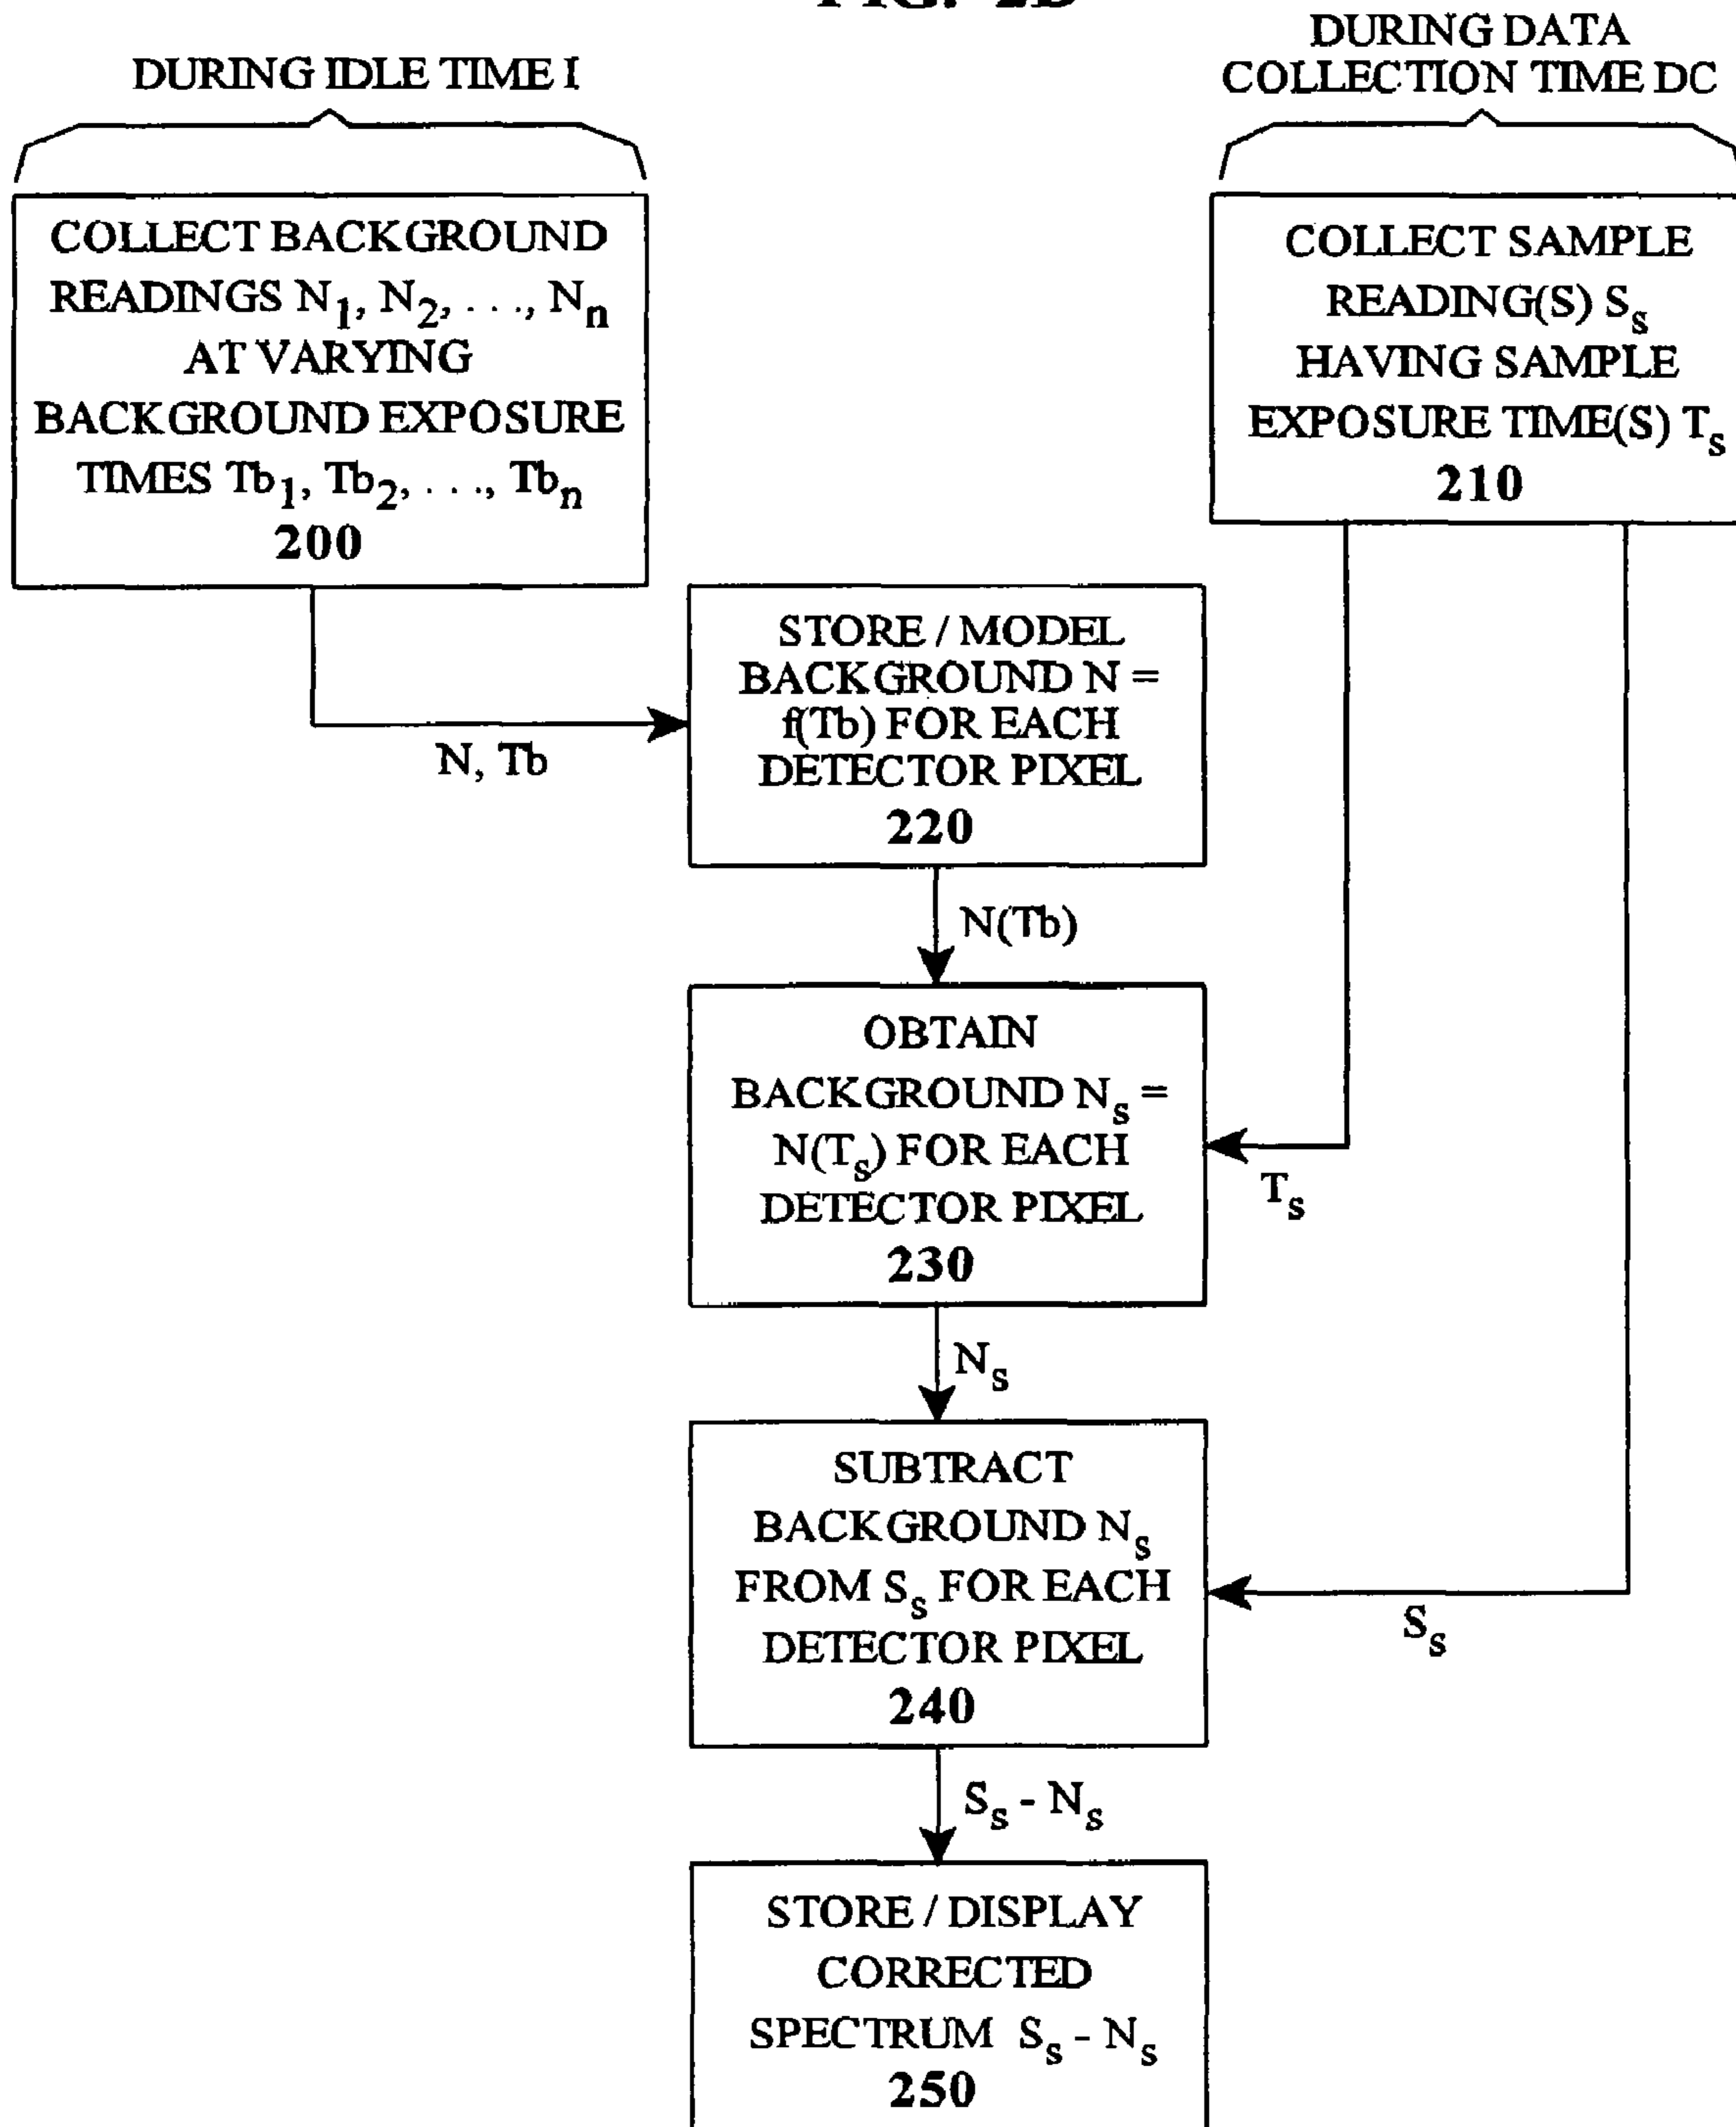 FIG. 2B
DURING IDLE TIME I
COLLECT BACKGROUND
READINGS N1, N2, . . ., Nn
AT VARYING
BACKGROUND EXPOSURE
TIMES Tb1, Tb2, . . ., Tbn
200
DURING DATA
COLLECTION TIME DC
COLLECT SAMPLE
READING(S) Ss
HAVING SAMPLE
EXPOSURE TIME(S) Ts
210
N, Tb
STORE / MODEL
BACKGROUND N =
f(Tb) FOR EACH
DETECTOR PIXEL
220
N(Tb)
OBTAIN
BACKGROUND Ns =
N(Ts) FOR EACH
DETECTOR PIXEL
230
Ts
Ns
SUBTRACT
BACKGROUND Ns
FROM Ss FOR EACH
DETECTOR PIXEL
240
Ss
Ss - Ns
STORE / DISPLAY
CORRECTED
SPECTRUM Ss - Ns
250